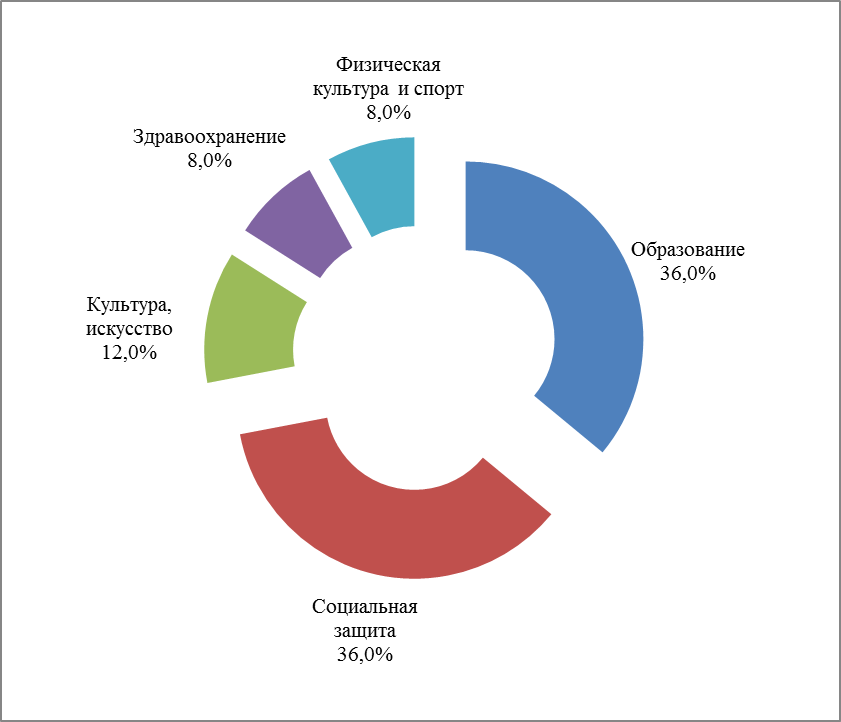 Физическая
культура и спорт
8,0%
Здравоохранение
8,0%
Образование
36,0%
Культура,
искусство
12,0%
Социальная
защита
36,0%